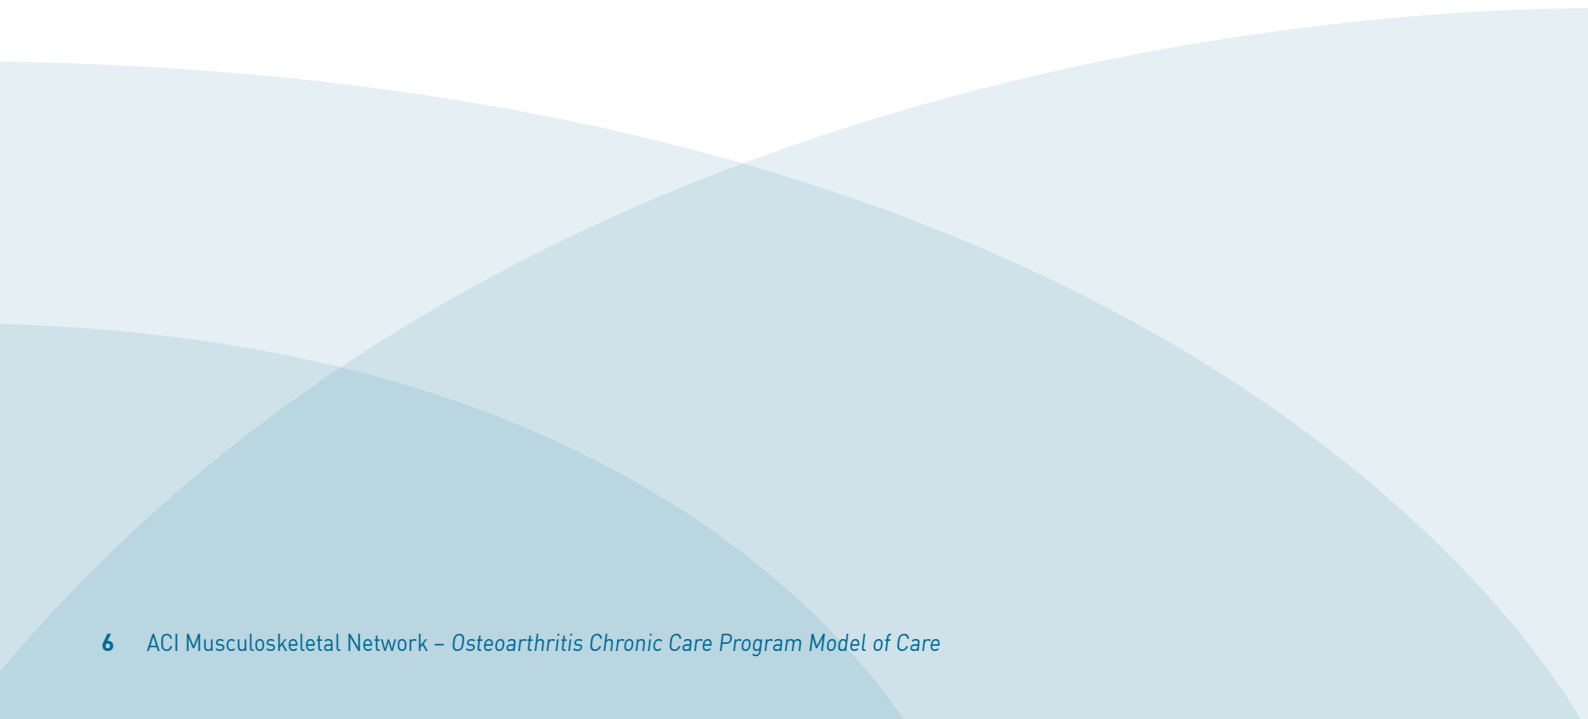 6 ACI Musculoskeletal Network – Osteoarthritis Chronic Care Program Model of Care